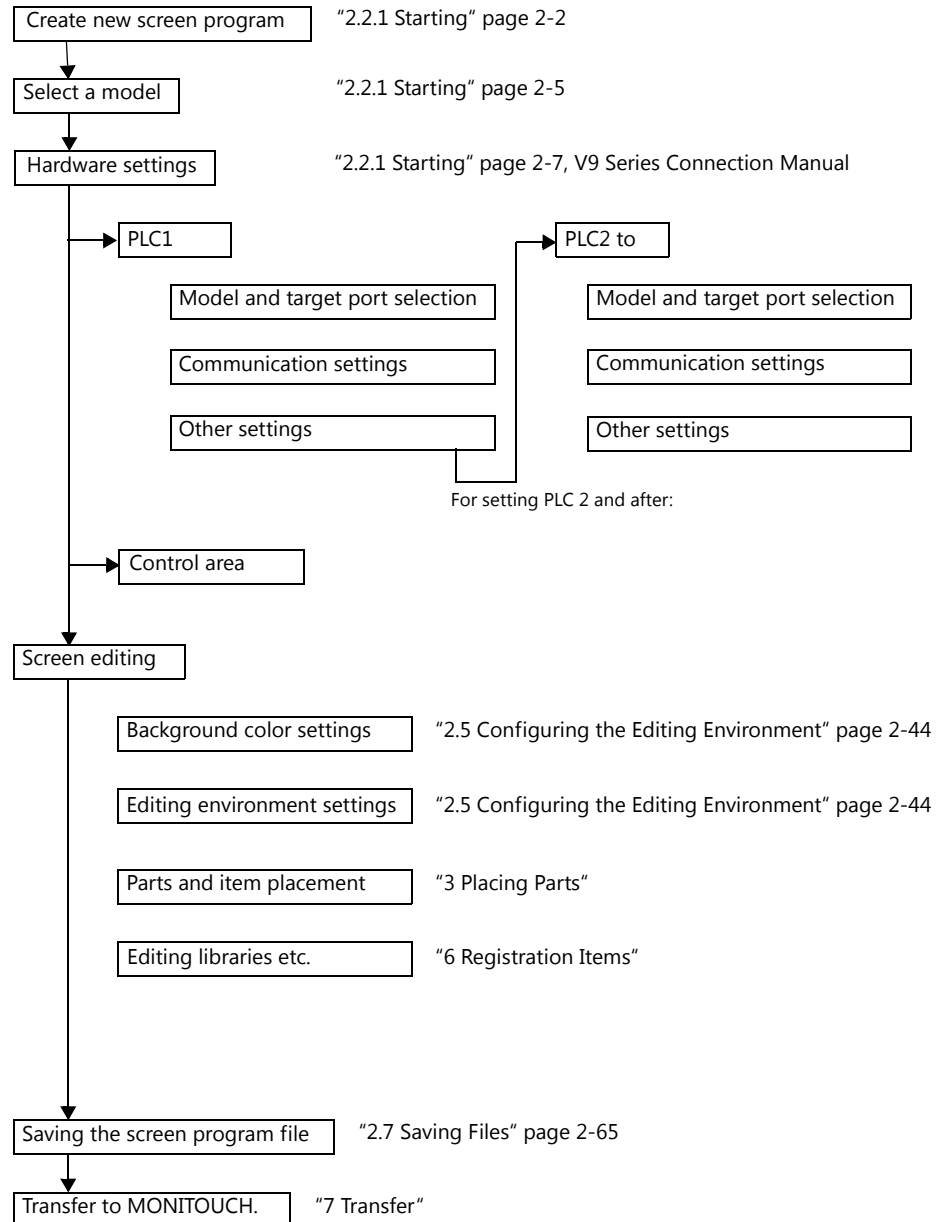 Create new screen program "2.2.1 Starting" page 2-2
Select a model "2.2.1 Starting" page 2-5
Hardware settings "2.2.1 Starting" page 2-7, V9 Series Connection Manual
PLC1
PLC2 to
Model and target port selection
Model and target port selection
Communication settings
Communication settings
Other settings
Other settings
For setting PLC 2 and after:
Control area
Screen editing
Background color settings "2.5 Configuring the Editing Environment" page 2-44
Editing environment settings "2.5 Configuring the Editing Environment" page 2-44
Parts and item placement "3 Placing Parts"
Editing libraries etc. "6 Registration Items"
Saving the screen program file "2.7 Saving Files" page 2-65
Transfer to MONITOUCH. "7 Transfer"